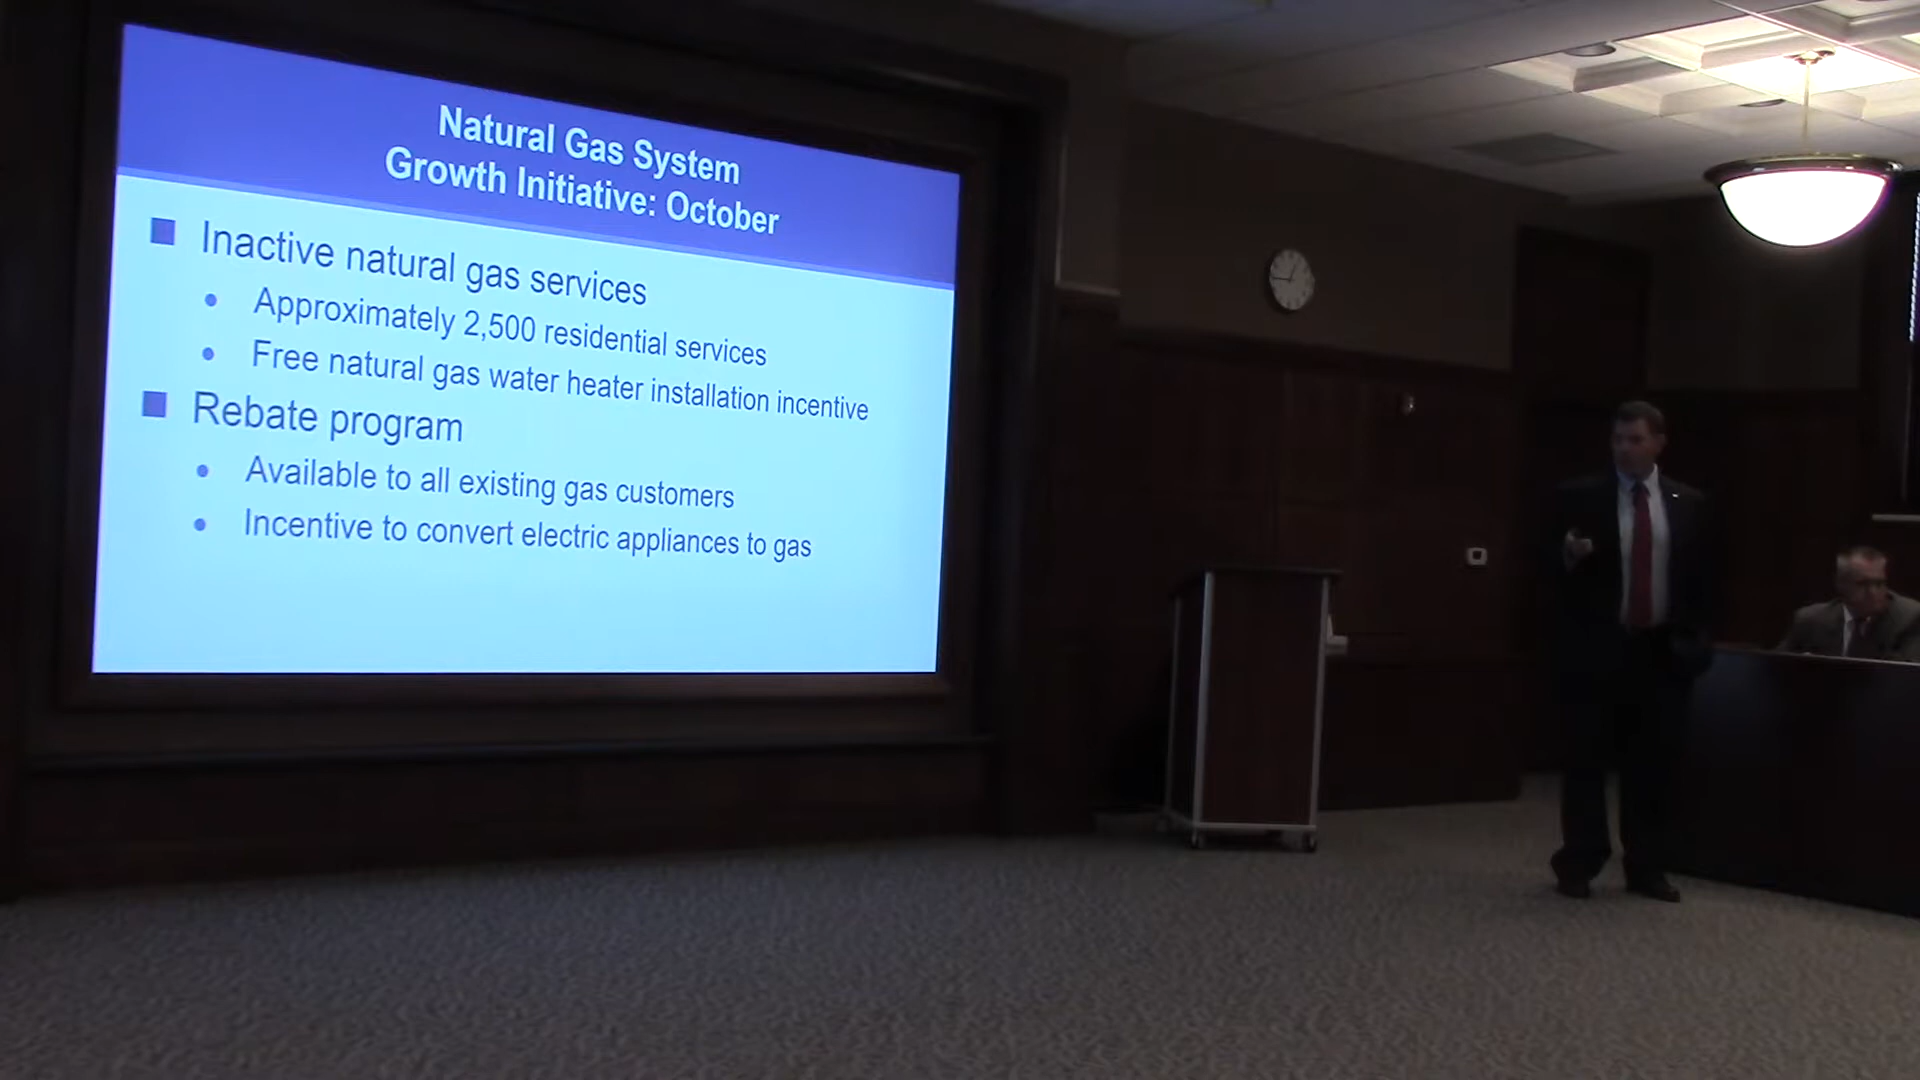 Natural Gas System
Growth Initiative: October
Inactive natural gas services
Approximately 2,500 residential services
Free natural gas water heater installation incentive
Rebate program
Available to all existing gas customers
Incentive to convert electric appliances to gas